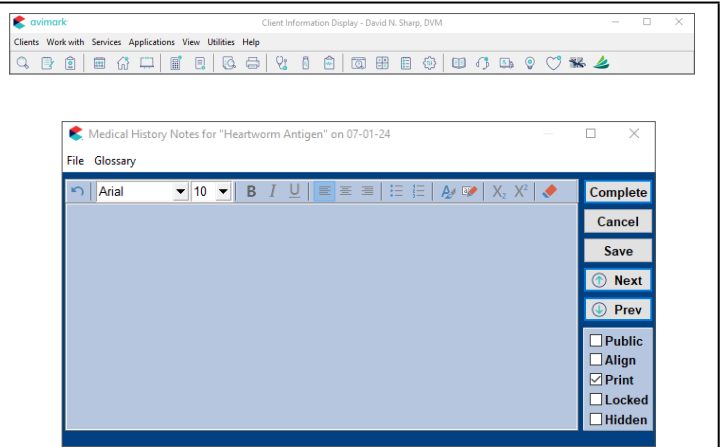 avimark
Client Information Display - David N. Sharp, DVM
Clients Work with Services Applications View Utilities Help
Medical History Notes for "Heartworm Antigen" on 07-01-24
File Glossary
Arial 10 B I U X₂ X²
Complete
Cancel
Save
Next
Prev
Public
Align
Print
Locked
Hidden